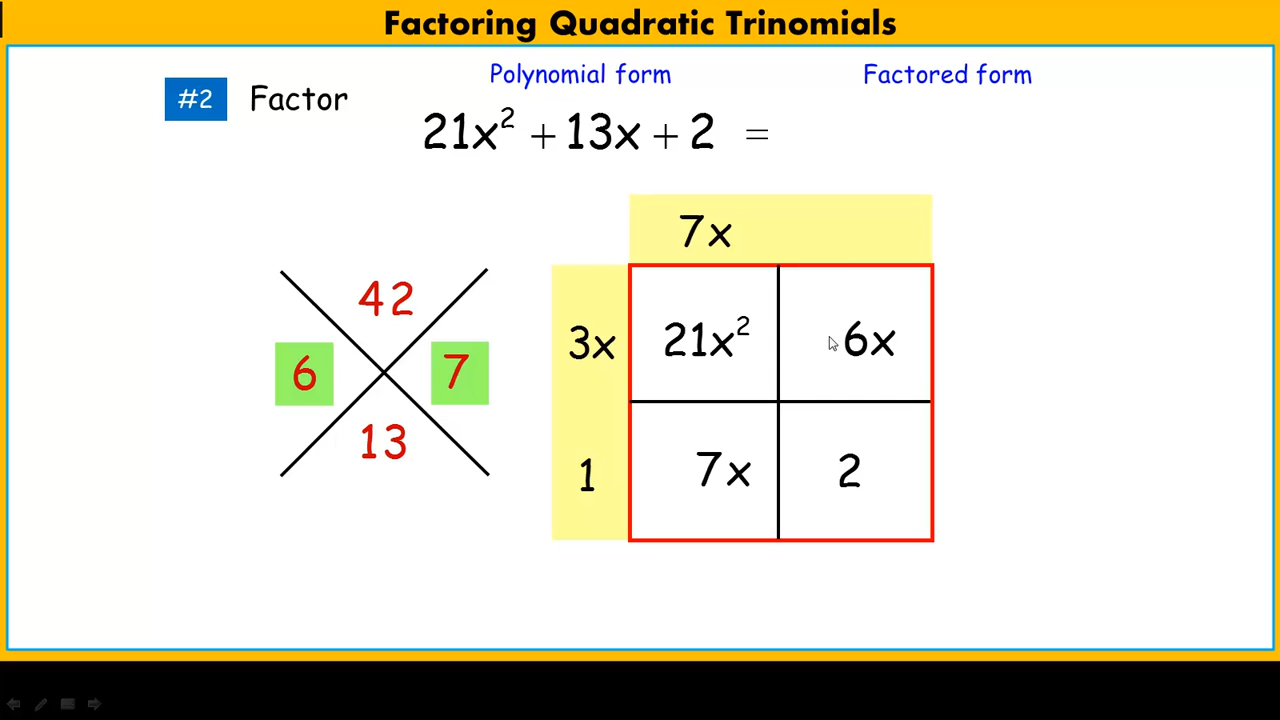 Factoring Quadratic Trinomials
Polynomial form
Factored form
#2
Factor
21x² + 13x + 2 =
7x
42
6
7
13
3x
21x²
6x
1
7x
2